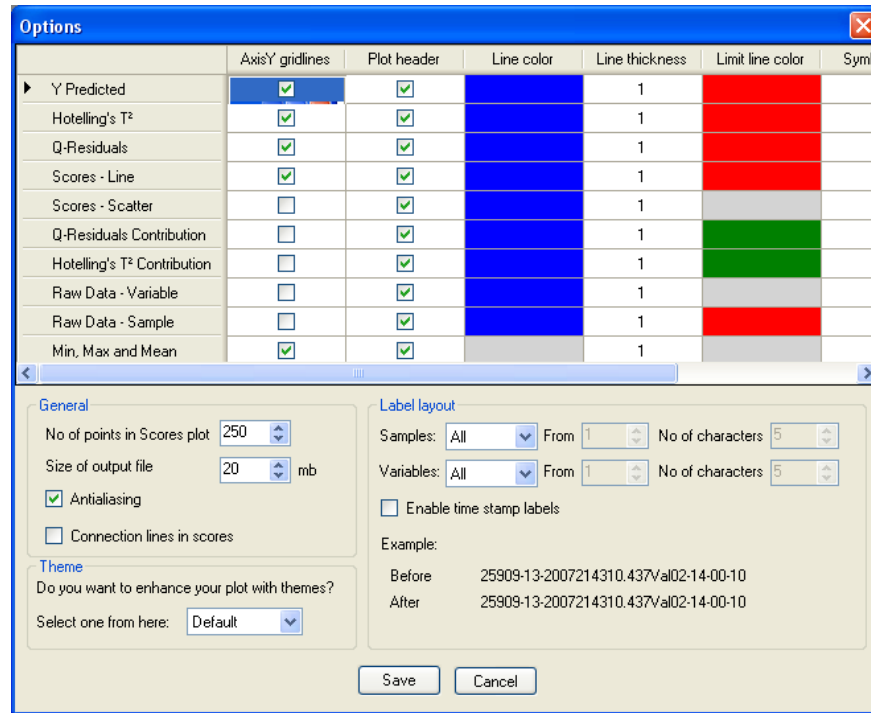 Options
AxisY gridlines Plot header Line color Line thickness Limit line color Sym
Y Predicted 1
Hotelling's T² 1
Q-Residuals 1
Scores - Line 1
Scores - Scatter 1
Q-Residuals Contribution 1
Hotelling's T² Contribution 1
Raw Data - Variable 1
Raw Data - Sample 1
Min, Max and Mean 1
General
No of points in Scores plot 250
Size of output file 20 mb
Antialiasing
Connection lines in scores
Theme
Do you want to enhance your plot with themes?
Select one from here: Default
Label layout
Samples: All From 1 No of characters 5
Variables: All From 1 No of characters 5
Enable time stamp labels
Example:
Before 25909-13-2007214310.437Val02-14-00-10
After 25909-13-2007214310.437Val02-14-00-10
Save Cancel